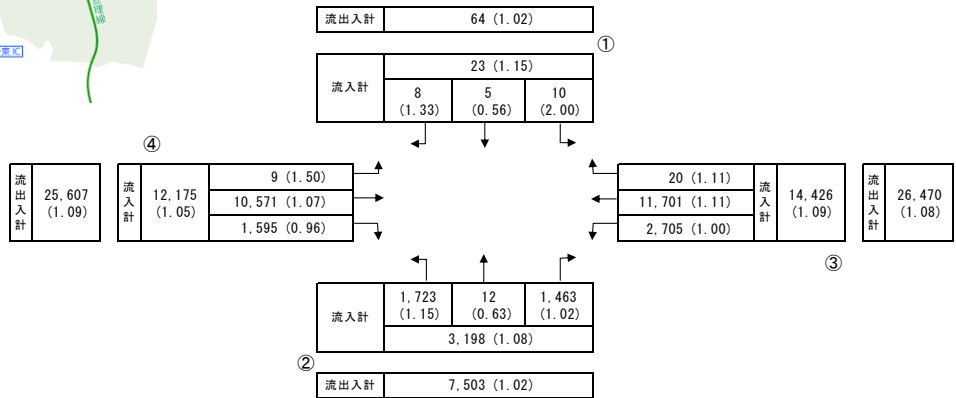 理線
東IC
流出入計 64 (1.02)
①
流入計
23 (1.15)
8 5 10
(1.33) (0.56) (2.00)
④
流出入計
25,607
(1.09)
流入計
12,175
(1.05)
9 (1.50)
10,571 (1.07)
1,595 (0.96)
20 (1.11)
11,701 (1.11)
2,705 (1.00)
流入計
14,426
(1.09)
流出入計
26,470
(1.08)
③
流入計
1,723 12 1,463
(1.15) (0.63) (1.02)
3,198 (1.08)
②
流出入計 7,503 (1.02)